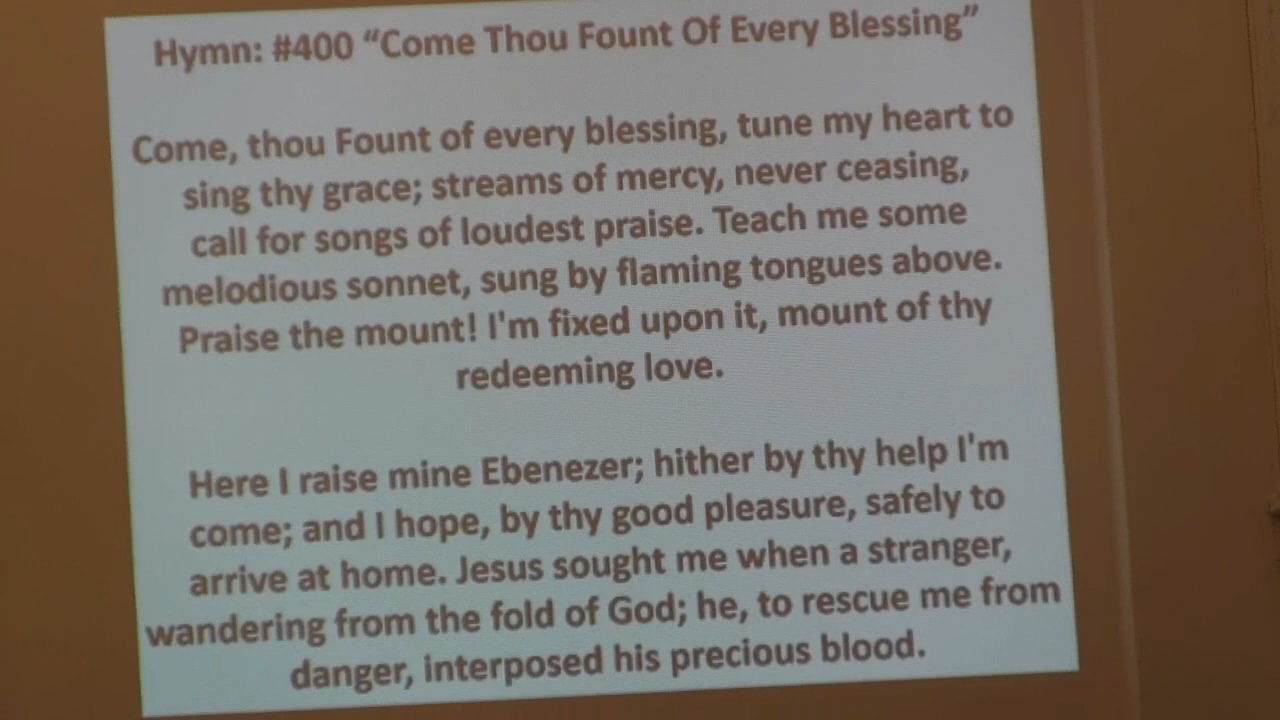 Hymn: #400 “Come Thou Fount Of Every Blessing”
Come, thou Fount of every blessing, tune my heart to
sing thy grace; streams of mercy, never ceasing,
call for songs of loudest praise. Teach me some
melodious sonnet, sung by flaming tongues above.
Praise the mount! I'm fixed upon it, mount of thy
redeeming love.
Here I raise mine Ebenezer; hither by thy help I'm
come; and I hope, by thy good pleasure, safely to
arrive at home. Jesus sought me when a stranger,
wandering from the fold of God; he, to rescue me from
danger, interposed his precious blood.